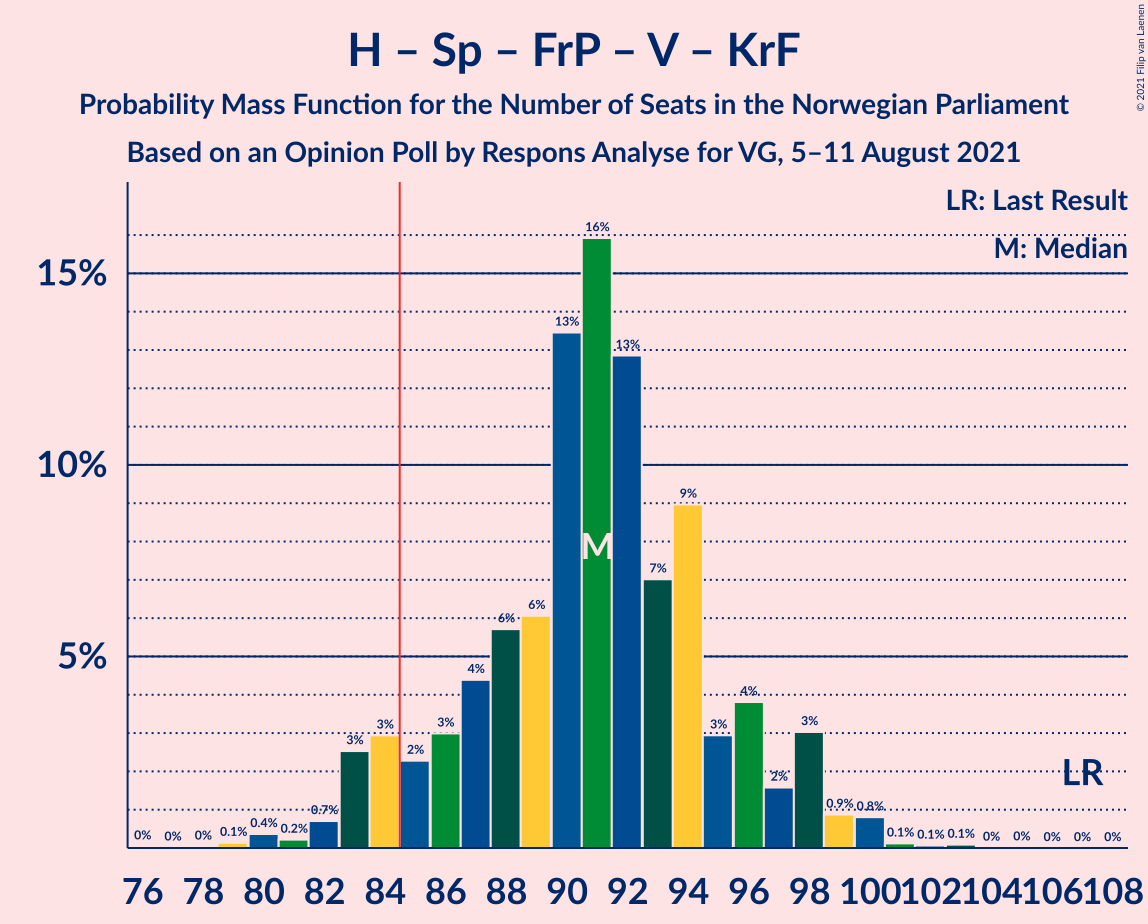 H – Sp – FrP – V – KrF
Probability Mass Function for the Number of Seats in the Norwegian Parliament
Based on an Opinion Poll by Respons Analyse for VG, 5–11 August 2021
© 2021 Filip van Laenen
LR: Last Result
M: Median
15%
10%
5%
0% 0% 0% 0.1% 0.4% 0.2% 0.7% 3% 3% 2% 3% 4% 6% 6% 13% 16% 13% 7% 9% 3% 4% 2% 3% 0.9% 0.8% 0.1% 0.1% 0.1% 0% 0% 0% 0% 0%
M
LR
76 78 80 82 84 86 88 90 92 94 96 98 100 102 104 106 108